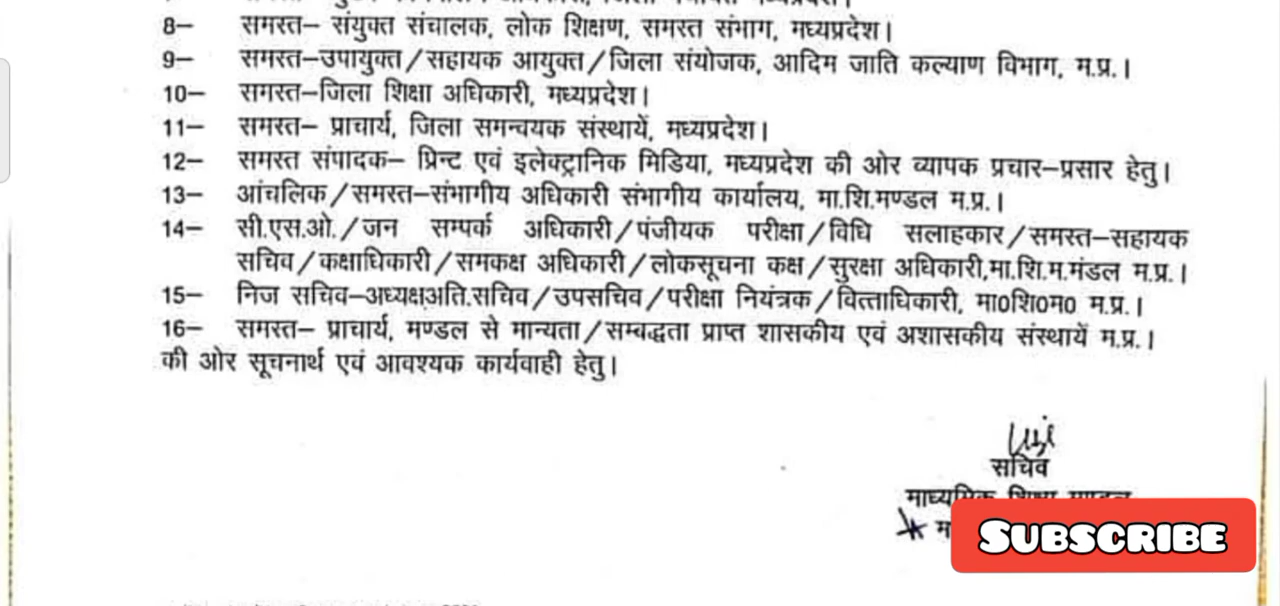 8– समस्त– संयुक्त संचालक, लोक शिक्षण, समस्त संभाग, मध्यप्रदेश।
9– समस्त–उपायुक्त/सहायक आयुक्त/जिला संयोजक, आदिम जाति कल्याण विभाग, म.प्र.।
10– समस्त–जिला शिक्षा अधिकारी, मध्यप्रदेश।
11– समस्त– प्राचार्य, जिला समन्वयक संस्थायें, मध्यप्रदेश।
12– समस्त संपादक– प्रिन्ट एवं इलेक्ट्रानिक मिडिया, मध्यप्रदेश की ओर व्यापक प्रचार–प्रसार हेतु।
13– आंचलिक/समस्त–संभागीय अधिकारी संभागीय कार्यालय, मा.शि.मण्डल म.प्र.।
14– सी.एस.ओ./जन सम्पर्क अधिकारी/पंजीयक परीक्षा/विधि सलाहकार/समस्त–सहायक
सचिव/कक्षाधिकारी/समकक्ष अधिकारी/लोकसूचना कक्ष/सुरक्षा अधिकारी,मा.शि.म.मंडल म.प्र.।
15– निज सचिव–अध्यक्षअति.सचिव/उपसचिव/परीक्षा नियंत्रक/वित्ताधिकारी, मा0शि0म0 म.प्र.।
16– समस्त– प्राचार्य, मण्डल से मान्यता/सम्बद्धता प्राप्त शासकीय एवं अशासकीय संस्थायें म.प्र.।
की ओर सूचनार्थ एवं आवश्यक कार्यवाही हेतु।
सचिव
माध्यमिक शिक्षा मण्डल
SUBSCRIBE